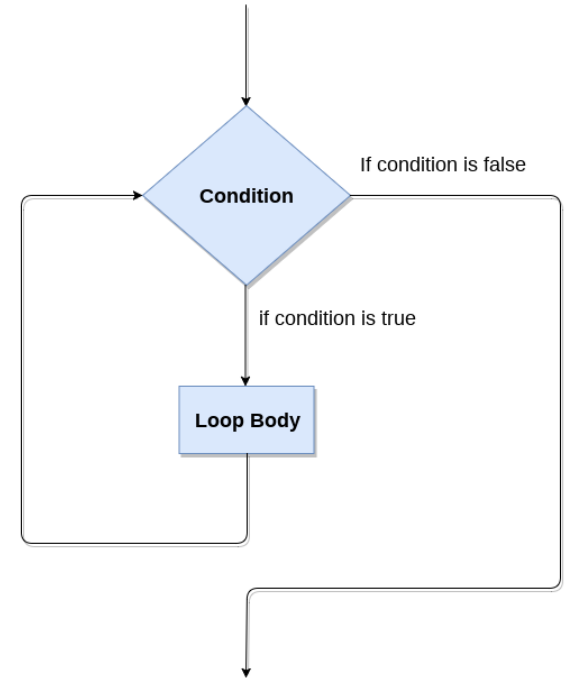 If condition is false
Condition
if condition is true
Loop Body